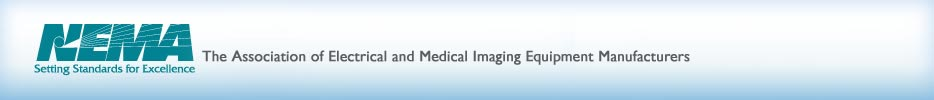 NEMA
Setting Standards for Excellence
The Association of Electrical and Medical Imaging Equipment Manufacturers